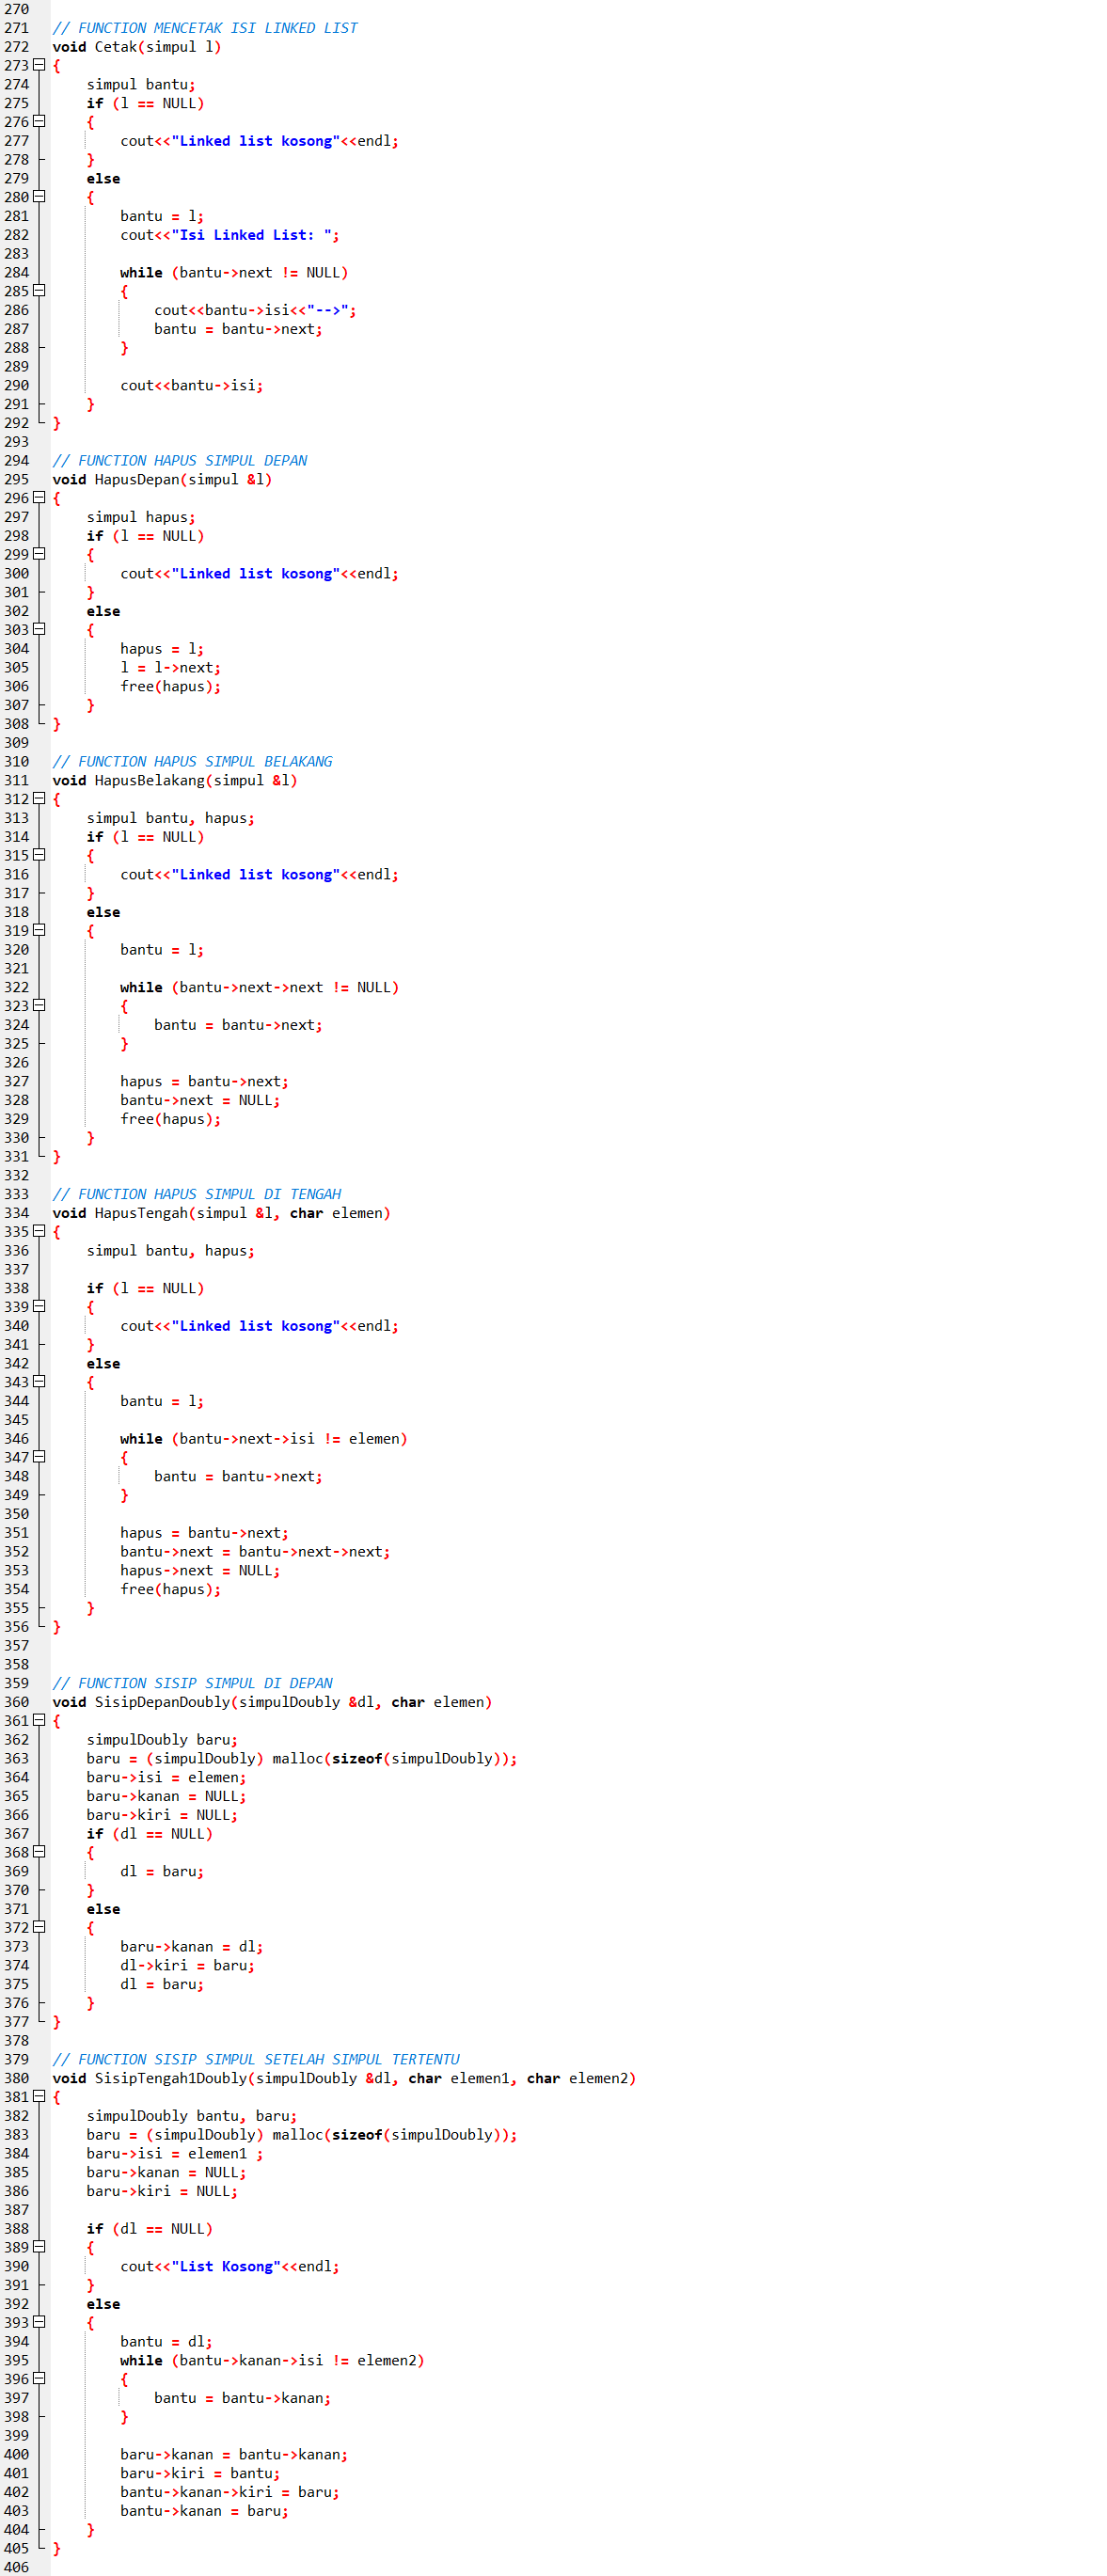 270
271 // FUNCTION MENCETAK ISI LINKED LIST
272 void Cetak(simpul l)
273 {
274     simpul bantu;
275     if (l == NULL)
276     {
277         cout<<"Linked list kosong"<<endl;
278     }
279     else
280     {
281         bantu = l;
282         cout<<"Isi Linked List: ";
283
284         while (bantu->next != NULL)
285         {
286             cout<<bantu->isi<<"-->";
287             bantu = bantu->next;
288         }
289
290         cout<<bantu->isi;
291     }
292 }
293
294 // FUNCTION HAPUS SIMPUL DEPAN
295 void HapusDepan(simpul &l)
296 {
297     simpul hapus;
298     if (l == NULL)
299     {
300         cout<<"Linked list kosong"<<endl;
301     }
302     else
303     {
304         hapus = l;
305         l = l->next;
306         free(hapus);
307     }
308 }
309
310 // FUNCTION HAPUS SIMPUL BELAKANG
311 void HapusBelakang(simpul &l)
312 {
313     simpul bantu, hapus;
314     if (l == NULL)
315     {
316         cout<<"Linked list kosong"<<endl;
317     }
318     else
319     {
320         bantu = l;
321
322         while (bantu->next->next != NULL)
323         {
324             bantu = bantu->next;
325         }
326
327         hapus = bantu->next;
328         bantu->next = NULL;
329         free(hapus);
330     }
331 }
332
333 // FUNCTION HAPUS SIMPUL DI TENGAH
334 void HapusTengah(simpul &l, char elemen)
335 {
336     simpul bantu, hapus;
337
338     if (l == NULL)
339     {
340         cout<<"Linked list kosong"<<endl;
341     }
342     else
343     {
344         bantu = l;
345
346         while (bantu->next->isi != elemen)
347         {
348             bantu = bantu->next;
349         }
350
351         hapus = bantu->next;
352         bantu->next = bantu->next->next;
353         hapus->next = NULL;
354         free(hapus);
355     }
356 }
357
358
359 // FUNCTION SISIP SIMPUL DI DEPAN
360 void SisipDepanDoubly(simpulDoubly &dl, char elemen)
361 {
362     simpulDoubly baru;
363     baru = (simpulDoubly) malloc(sizeof(simpulDoubly));
364     baru->isi = elemen;
365     baru->kanan = NULL;
366     baru->kiri = NULL;
367     if (dl == NULL)
368     {
369         dl = baru;
370     }
371     else
372     {
373         baru->kanan = dl;
374         dl->kiri = baru;
375         dl = baru;
376     }
377 }
378
379 // FUNCTION SISIP SIMPUL SETELAH SIMPUL TERTENTU
380 void SisipTengah1Doubly(simpulDoubly &dl, char elemen1, char elemen2)
381 {
382     simpulDoubly bantu, baru;
383     baru = (simpulDoubly) malloc(sizeof(simpulDoubly));
384     baru->isi = elemen1 ;
385     baru->kanan = NULL;
386     baru->kiri = NULL;
387
388     if (dl == NULL)
389     {
390         cout<<"List Kosong"<<endl;
391     }
392     else
393     {
394         bantu = dl;
395         while (bantu->kanan->isi != elemen2)
396         {
397             bantu = bantu->kanan;
398         }
399
400         baru->kanan = bantu->kanan;
401         baru->kiri = bantu;
402         bantu->kanan->kiri = baru;
403         bantu->kanan = baru;
404     }
405 }
406